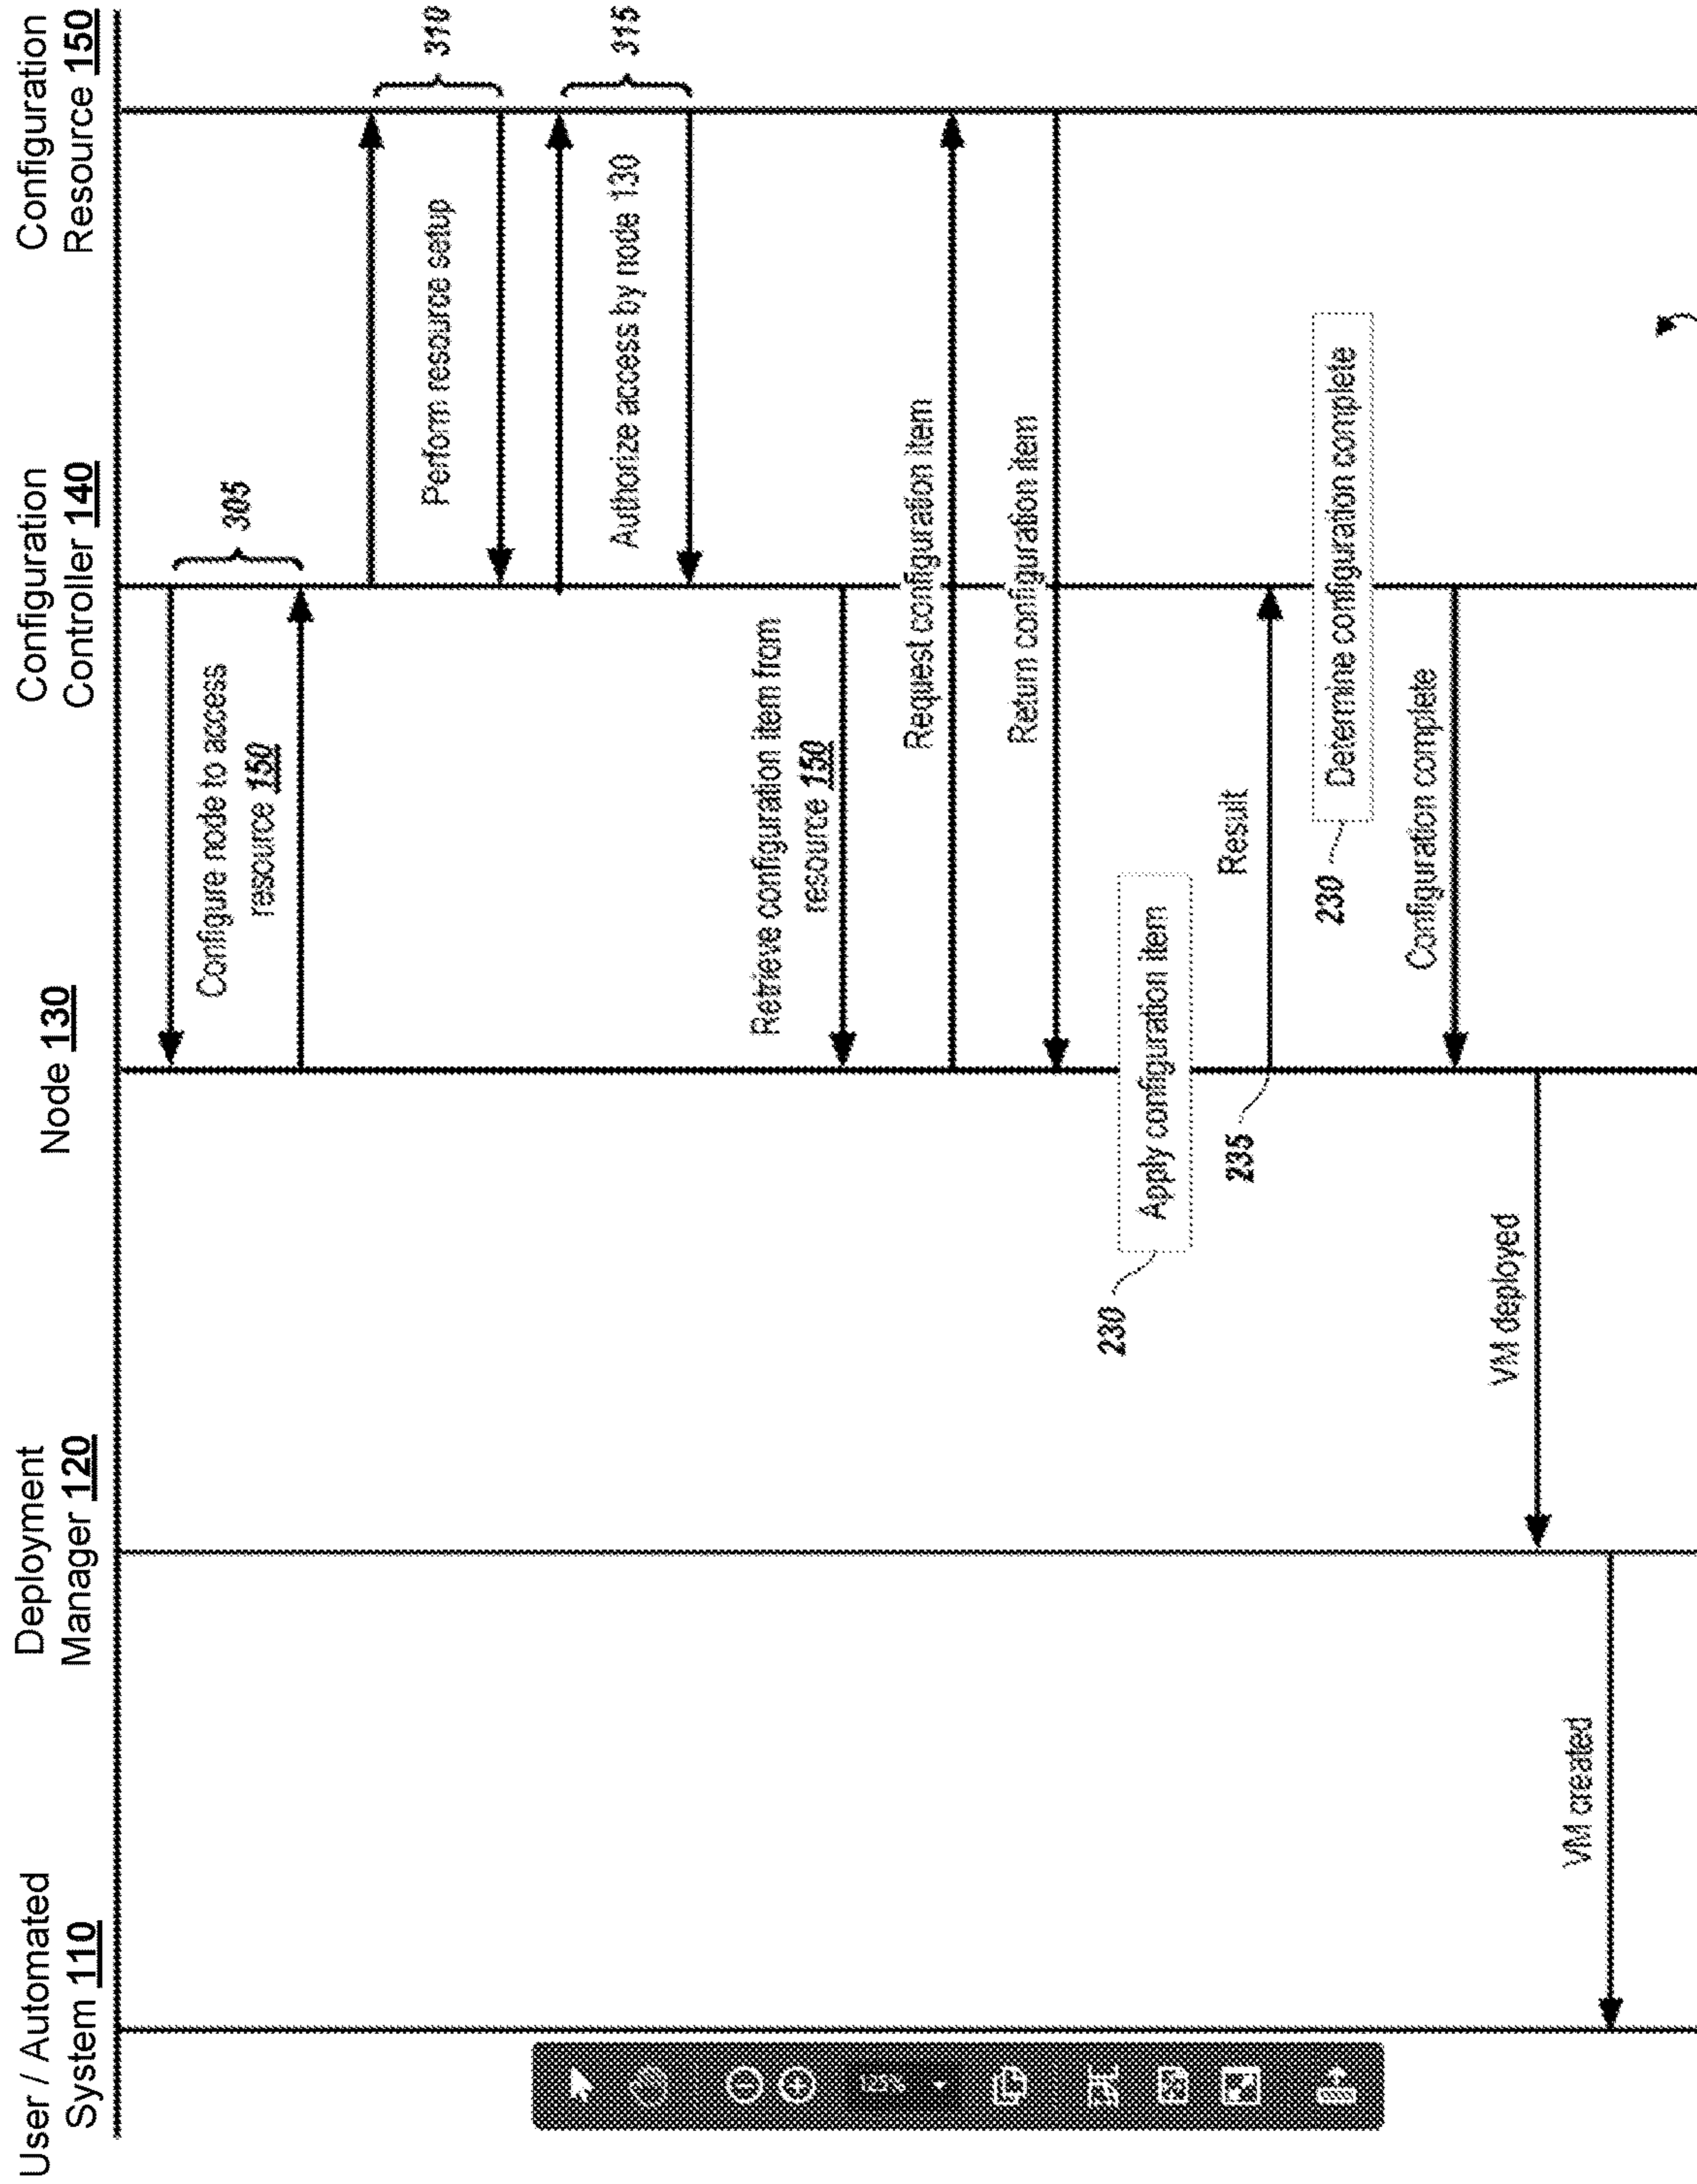 User / Automated
System 110
Deployment
Manager 120
Node 130
Configuration
Controller 140
Configuration
Resource 150
305
Configure node to access
resource 150
310
Perform resource setup
315
Authorize access by node 130
Retrieve configuration item from
resource 150
Request configuration item
Return configuration item
230
Apply configuration item
235
Result
230
Determine configuration complete
Configuration complete
VM deployed
VM created